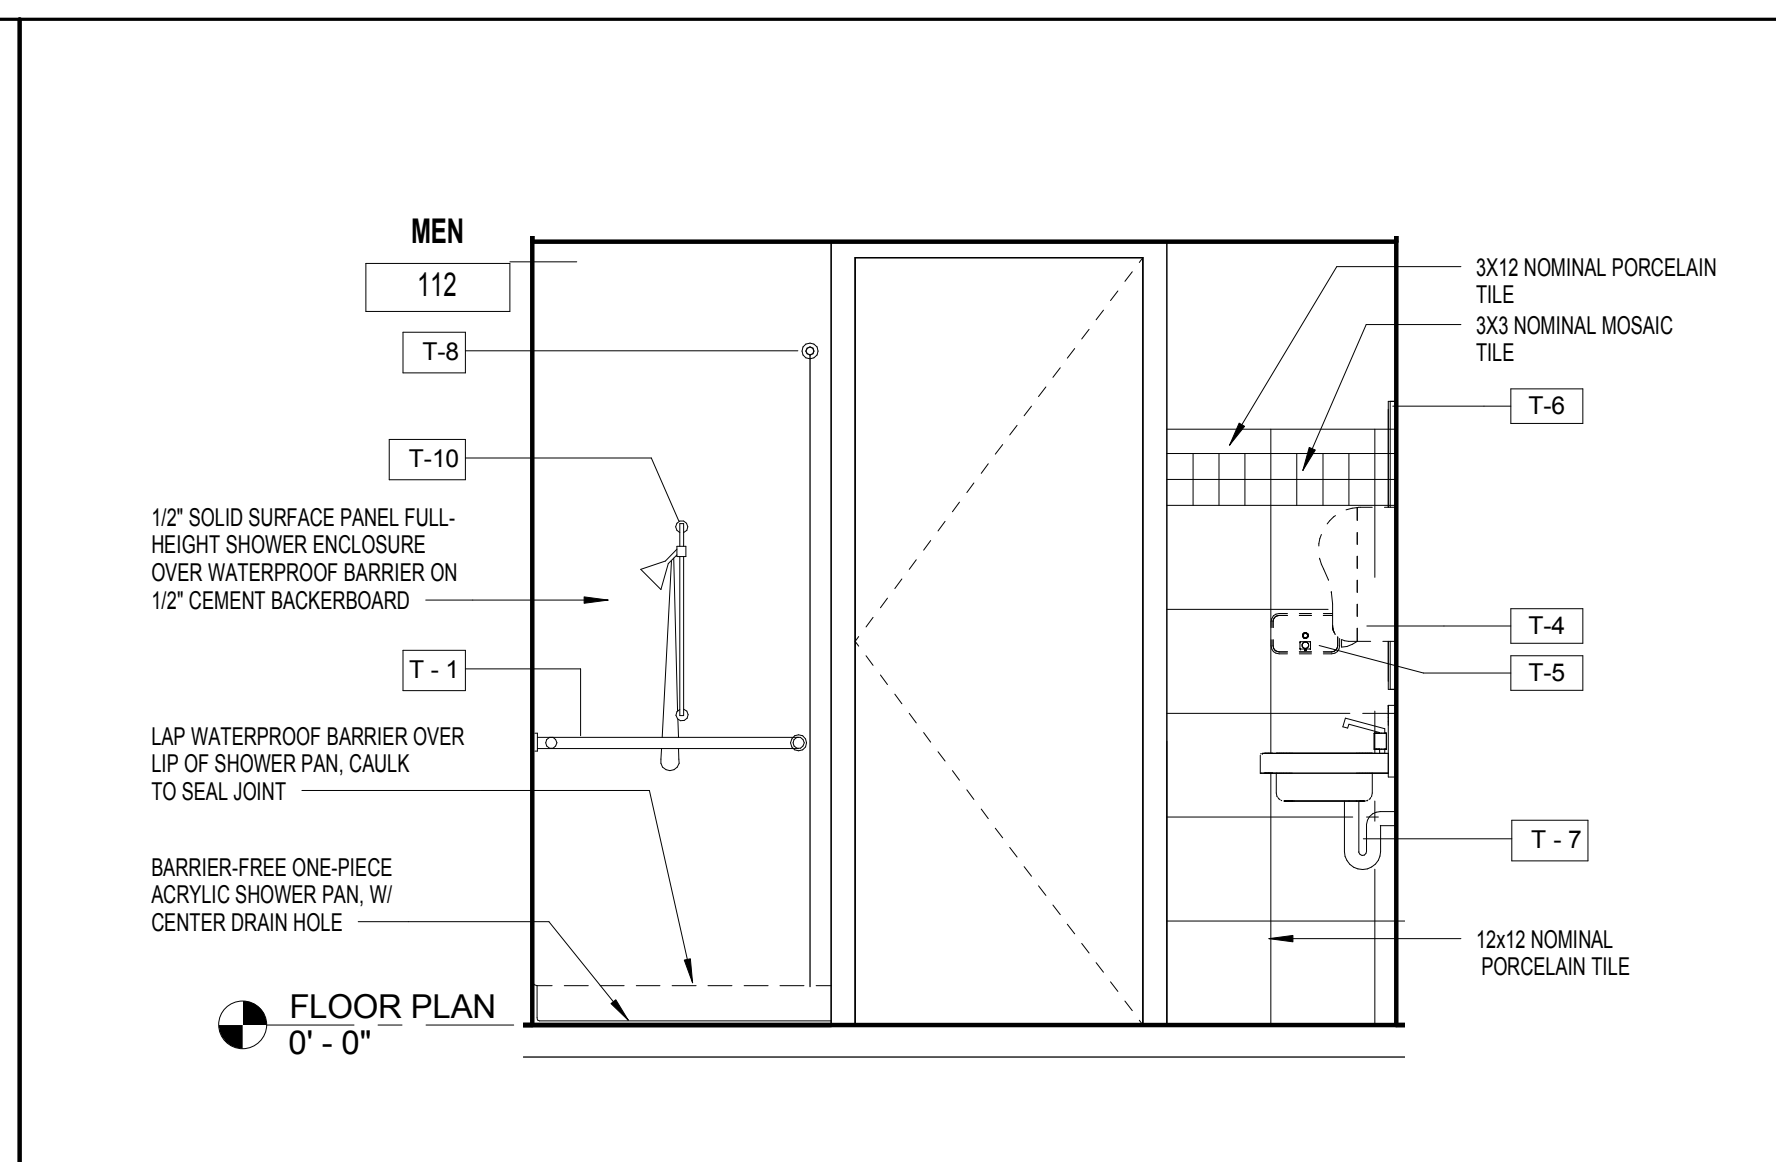 MEN
112
T-8
T-10
1/2" SOLID SURFACE PANEL FULL-
HEIGHT SHOWER ENCLOSURE
OVER WATERPROOF BARRIER ON
1/2" CEMENT BACKERBOARD
T - 1
LAP WATERPROOF BARRIER OVER
LIP OF SHOWER PAN, CAULK
TO SEAL JOINT
BARRIER-FREE ONE-PIECE
ACRYLIC SHOWER PAN, W/
CENTER DRAIN HOLE
FLOOR PLAN
0' - 0"
3X12 NOMINAL PORCELAIN
TILE
3X3 NOMINAL MOSAIC
TILE
T-6
T-4
T-5
T - 7
12x12 NOMINAL
PORCELAIN TILE